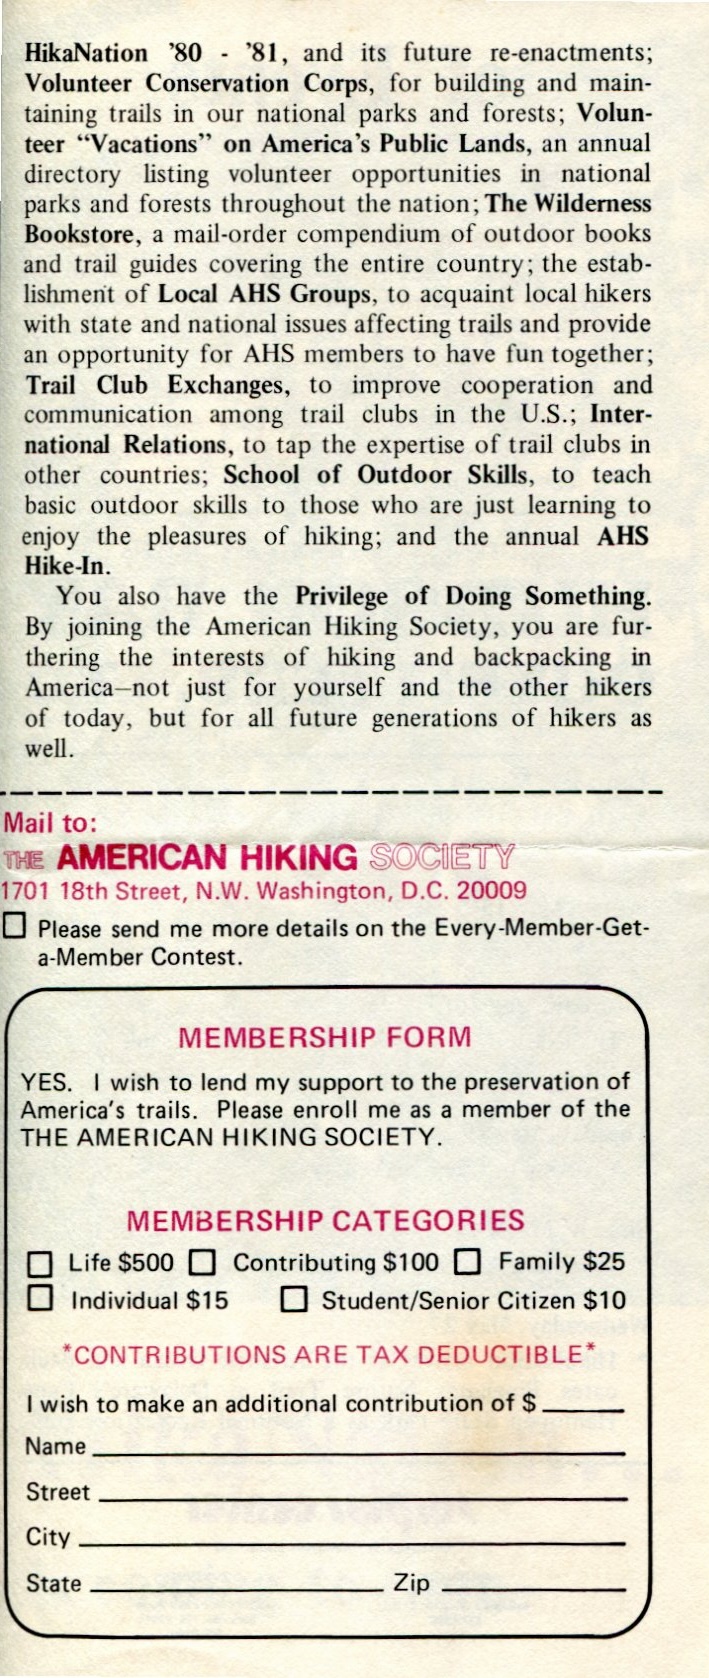 HikaNation '80 - '81, and its future re-enactments;
Volunteer Conservation Corps, for building and main-
taining trails in our national parks and forests; Volun-
teer “Vacations” on America's Public Lands, an annual
directory listing volunteer opportunities in national
parks and forests throughout the nation; The Wilderness
Bookstore, a mail-order compendium of outdoor books
and trail guides covering the entire country; the estab-
lishment of Local AHS Groups, to acquaint local hikers
with state and national issues affecting trails and provide
an opportunity for AHS members to have fun together;
Trail Club Exchanges, to improve cooperation and
communication among trail clubs in the U.S.; Inter-
national Relations, to tap the expertise of trail clubs in
other countries; School of Outdoor Skills, to teach
basic outdoor skills to those who are just learning to
enjoy the pleasures of hiking; and the annual AHS
Hike-In.
You also have the Privilege of Doing Something.
By joining the American Hiking Society, you are fur-
thering the interests of hiking and backpacking in
America—not just for yourself and the other hikers
of today, but for all future generations of hikers as
well.
Mail to:
THE AMERICAN HIKING SOCIETY
1701 18th Street, N.W. Washington, D.C. 20009
Please send me more details on the Every-Member-Get-
a-Member Contest.
MEMBERSHIP FORM
YES. I wish to lend my support to the preservation of
America's trails. Please enroll me as a member of the
THE AMERICAN HIKING SOCIETY.
MEMBERSHIP CATEGORIES
Life $500 Contributing $100 Family $25
Individual $15 Student/Senior Citizen $10
*CONTRIBUTIONS ARE TAX DEDUCTIBLE*
I wish to make an additional contribution of $
Name
Street
City
State Zip